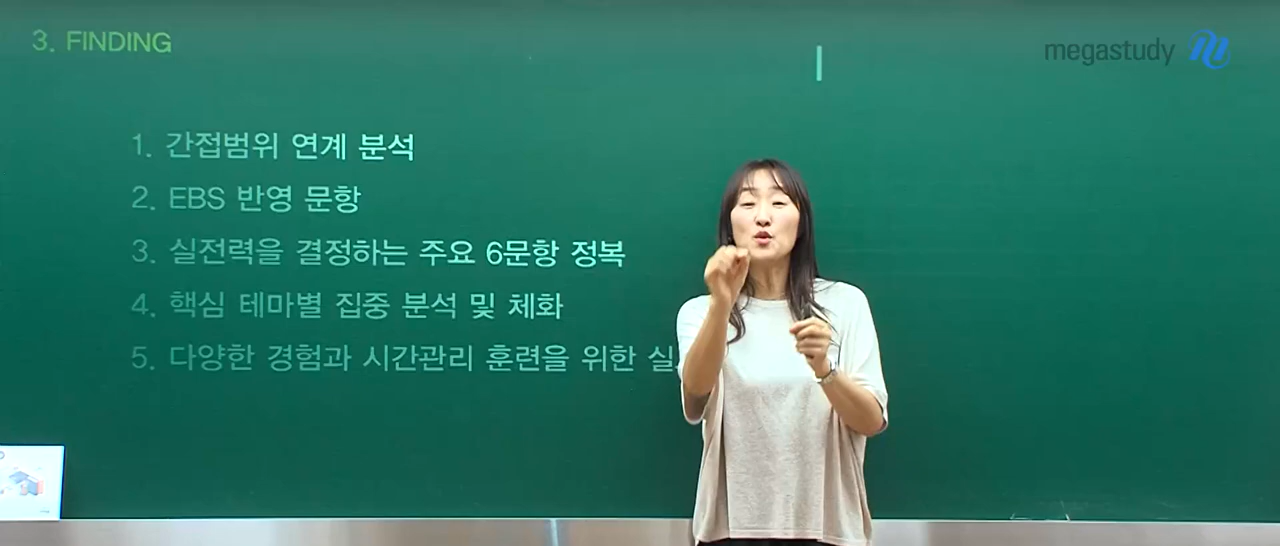 3. FINDING
megastudy
1. 간접범위 연계 분석
2. EBS 반영 문항
3. 실전력을 결정하는 주요 6문항 정복
4. 핵심 테마별 집중 분석 및 체화
5. 다양한 경험과 시간관리 훈련을 위한